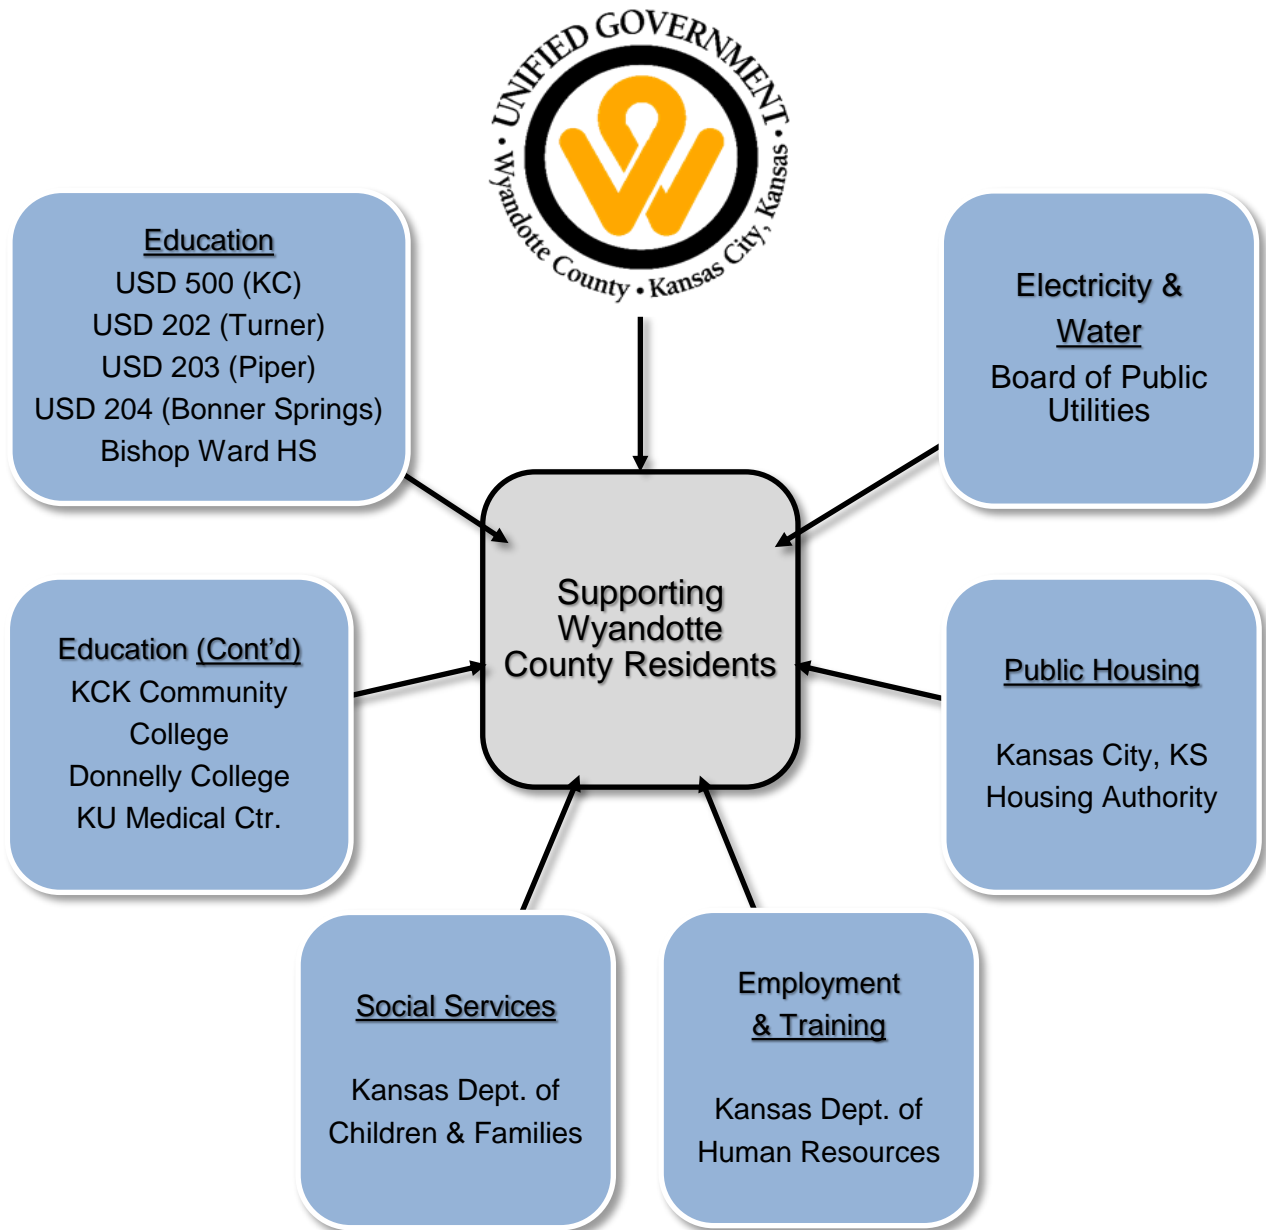 UNIFIED GOVERNMENT
• Wyandotte County • Kansas City, Kansas •
Education
USD 500 (KC)
USD 202 (Turner)
USD 203 (Piper)
USD 204 (Bonner Springs)
Bishop Ward HS
Electricity &
Water
Board of Public
Utilities
Supporting
Wyandotte
County Residents
Education (Cont’d)
KCK Community
College
Donnelly College
KU Medical Ctr.
Public Housing
Kansas City, KS
Housing Authority
Social Services
Kansas Dept. of
Children & Families
Employment
& Training
Kansas Dept. of
Human Resources